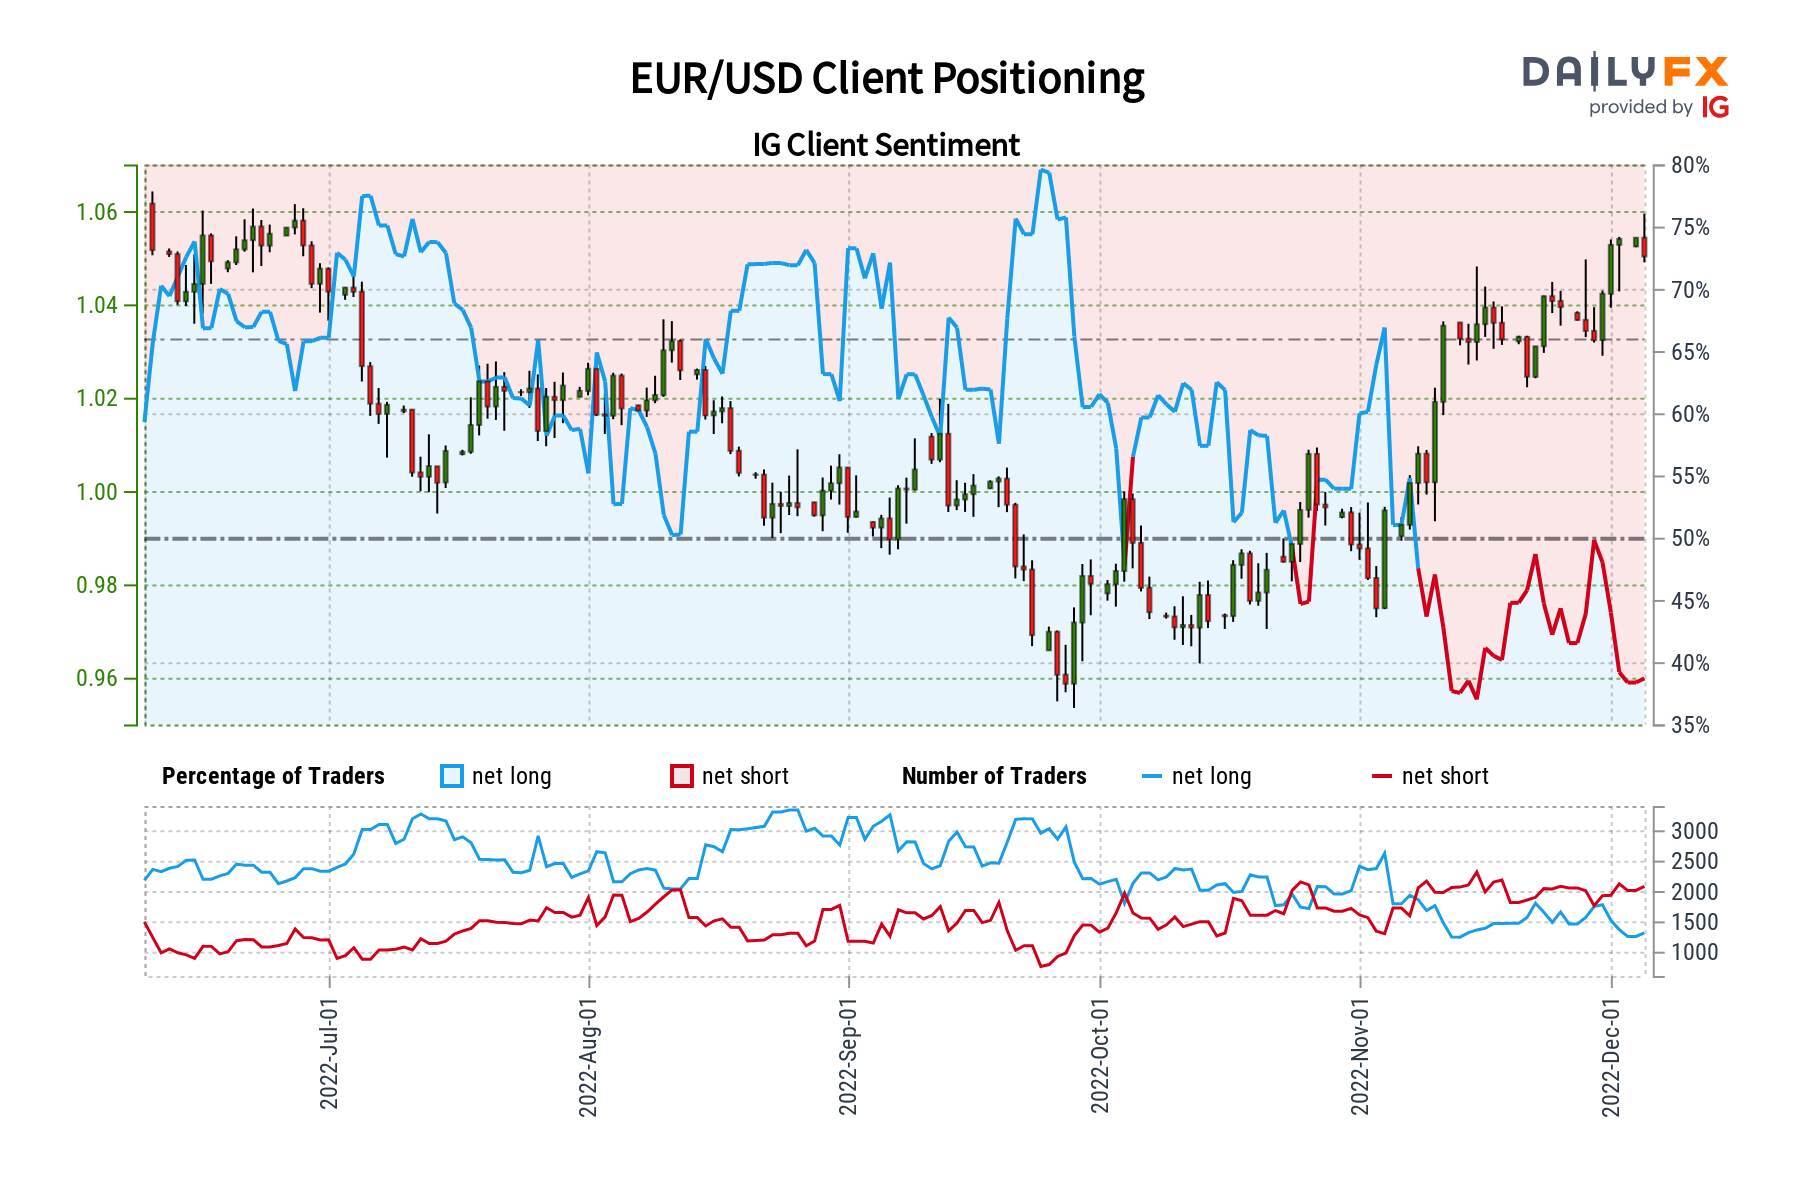 EUR/USD Client Positioning
DAILYFX
provided by IG
IG Client Sentiment
1.06
1.04
1.02
1.00
0.98
0.96
80%
75%
70%
65%
60%
55%
50%
45%
40%
35%
Percentage of Traders
net long
net short
Number of Traders
net long
net short
3000
2500
2000
1500
1000
2022-Jul-01
2022-Aug-01
2022-Sep-01
2022-Oct-01
2022-Nov-01
2022-Dec-01